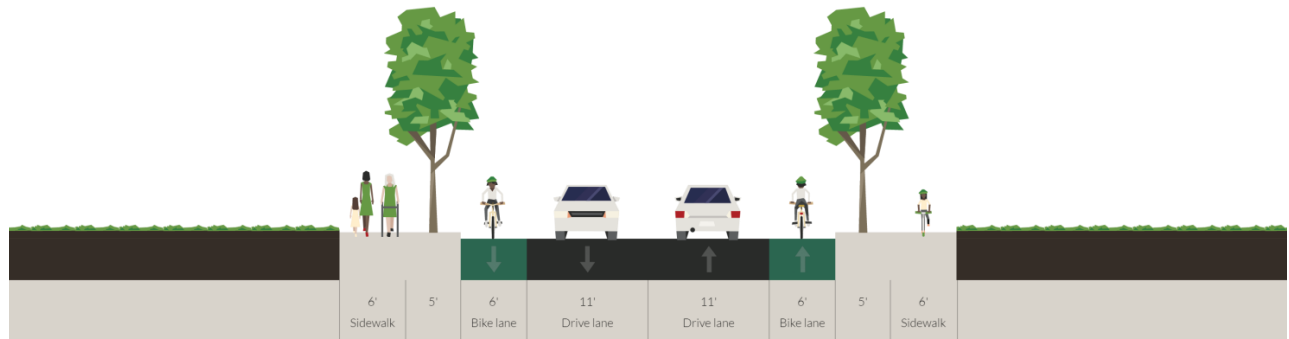 6' 5' 6' 11' 11' 6' 5' 6'
Sidewalk Bike lane Drive lane Drive lane Bike lane Sidewalk